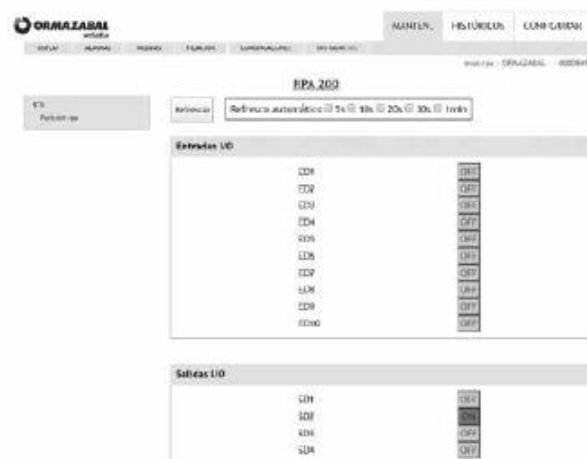 ORMAZABAL
velatia
MANTEN. HISTÓRICOS CONFIGURAR
RPA 200
Refrescar Refresco automático 5s 10s 20s 30s 1min
Entradas I/O
ED1 OFF
ED2 OFF
ED3 OFF
ED4 OFF
ED5 OFF
ED6 OFF
ED7 OFF
ED8 OFF
ED9 OFF
ED10 OFF
Salidas I/O
SD1 OFF
SD2 ON
SD3 OFF
SD4 OFF